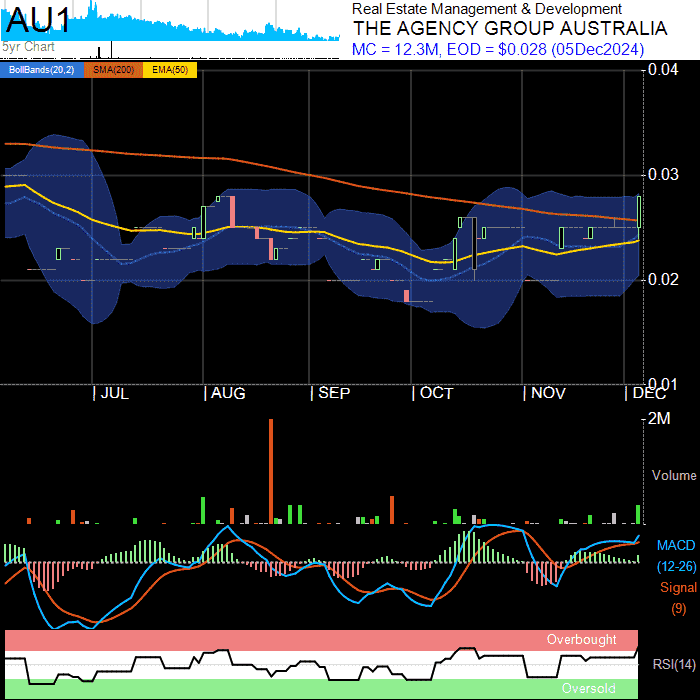 AU1
5yr Chart
Real Estate Management & Development
THE AGENCY GROUP AUSTRALIA
MC = 12.3M, EOD = $0.028 (05Dec2024)
BollBands(20,2) SMA(200) EMA(50)
0.04
0.03
0.02
0.01
JUL AUG SEP OCT NOV DEC
2M
Volume
MACD
(12-26)
Signal
(9)
Overbought
RSI(14)
Oversold